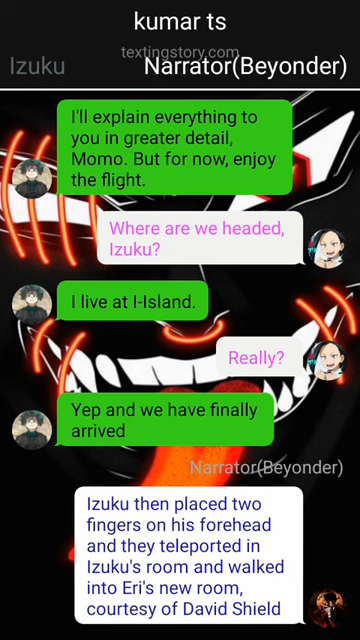 kumar ts
textingstory.com
Izuku
Narrator(Beyonder)
I'll explain everything to
you in greater detail,
Momo. But for now, enjoy
the flight.
Where are we headed,
Izuku?
I live at I-Island.
Really?
Yep and we have finally
arrived
Narrator(Beyonder)
Izuku then placed two
fingers on his forehead
and they teleported in
Izuku's room and walked
into Eri's new room,
courtesy of David Shield